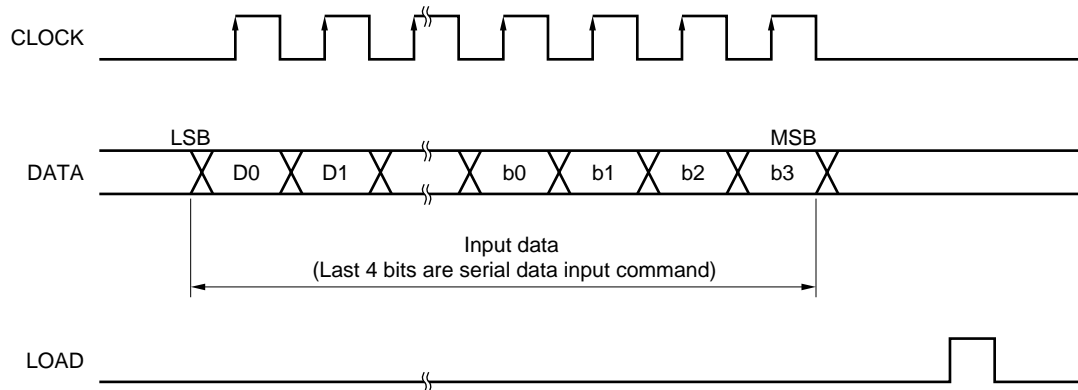 CLOCK
LSB
MSB
DATA
D0
D1
b0
b1
b2
b3
Input data
(Last 4 bits are serial data input command)
LOAD